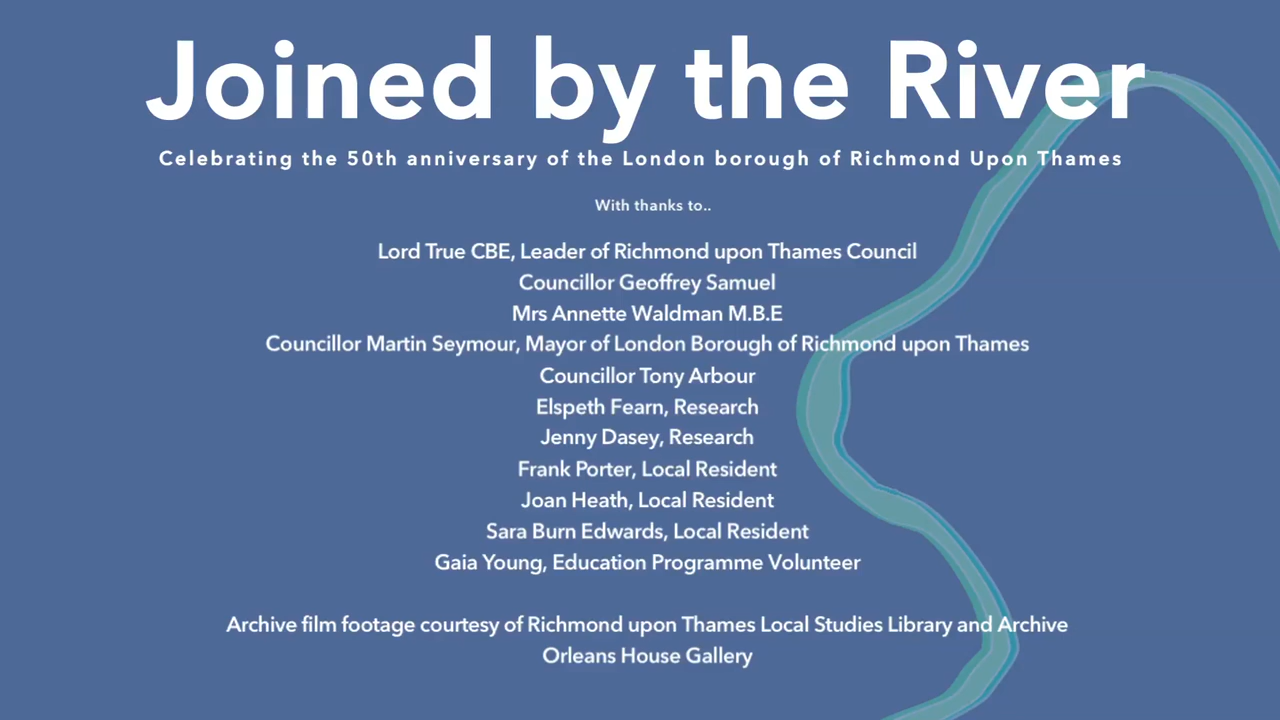 Joined by the River
Celebrating the 50th anniversary of the London borough of Richmond Upon Thames
With thanks to..
Lord True CBE, Leader of Richmond upon Thames Council
Councillor Geoffrey Samuel
Mrs Annette Waldman M.B.E
Councillor Martin Seymour, Mayor of London Borough of Richmond upon Thames
Councillor Tony Arbour
Elspeth Fearn, Research
Jenny Dasey, Research
Frank Porter, Local Resident
Joan Heath, Local Resident
Sara Burn Edwards, Local Resident
Gaia Young, Education Programme Volunteer
Archive film footage courtesy of Richmond upon Thames Local Studies Library and Archive
Orleans House Gallery